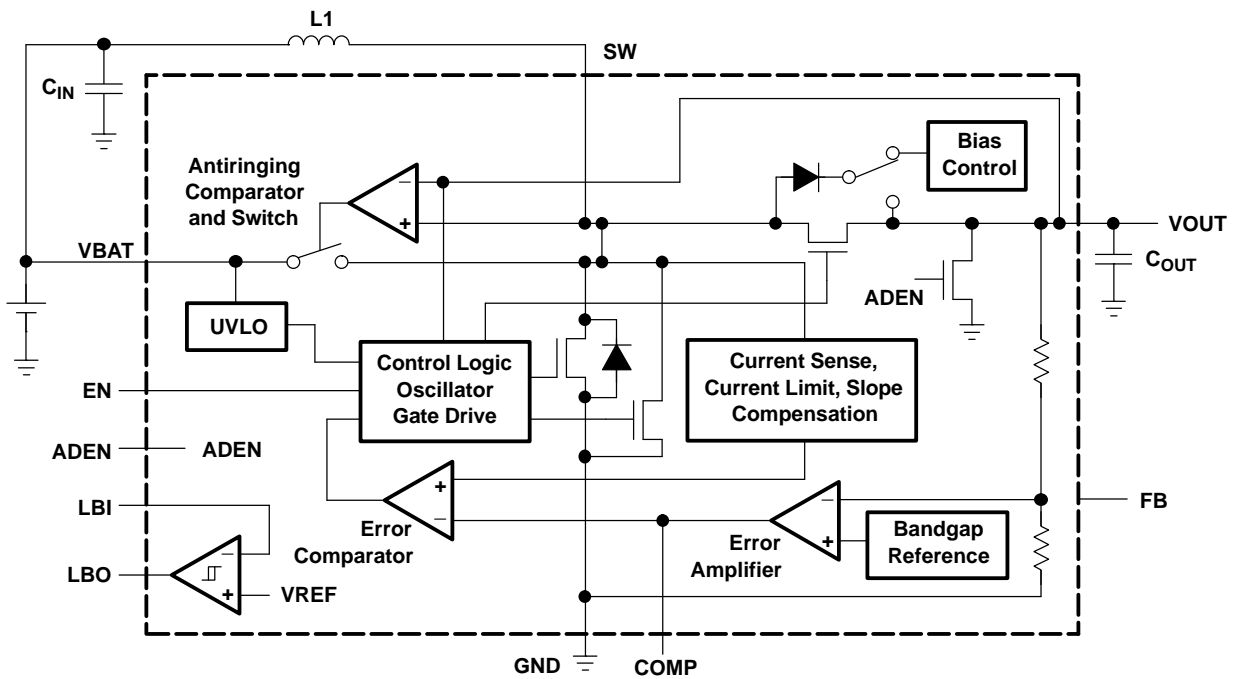 L1
SW
CIN
Antiringing
Comparator
and Switch
−
+
Bias
Control
VBAT
VOUT
COUT
ADEN
UVLO
Control Logic
Oscillator
Gate Drive
Current Sense,
Current Limit, Slope
Compensation
EN
ADEN
ADEN
LBI
LBO
−
+
VREF
Error
Comparator
+
−
Error
Amplifier
−
+
Bandgap
Reference
FB
GND
COMP